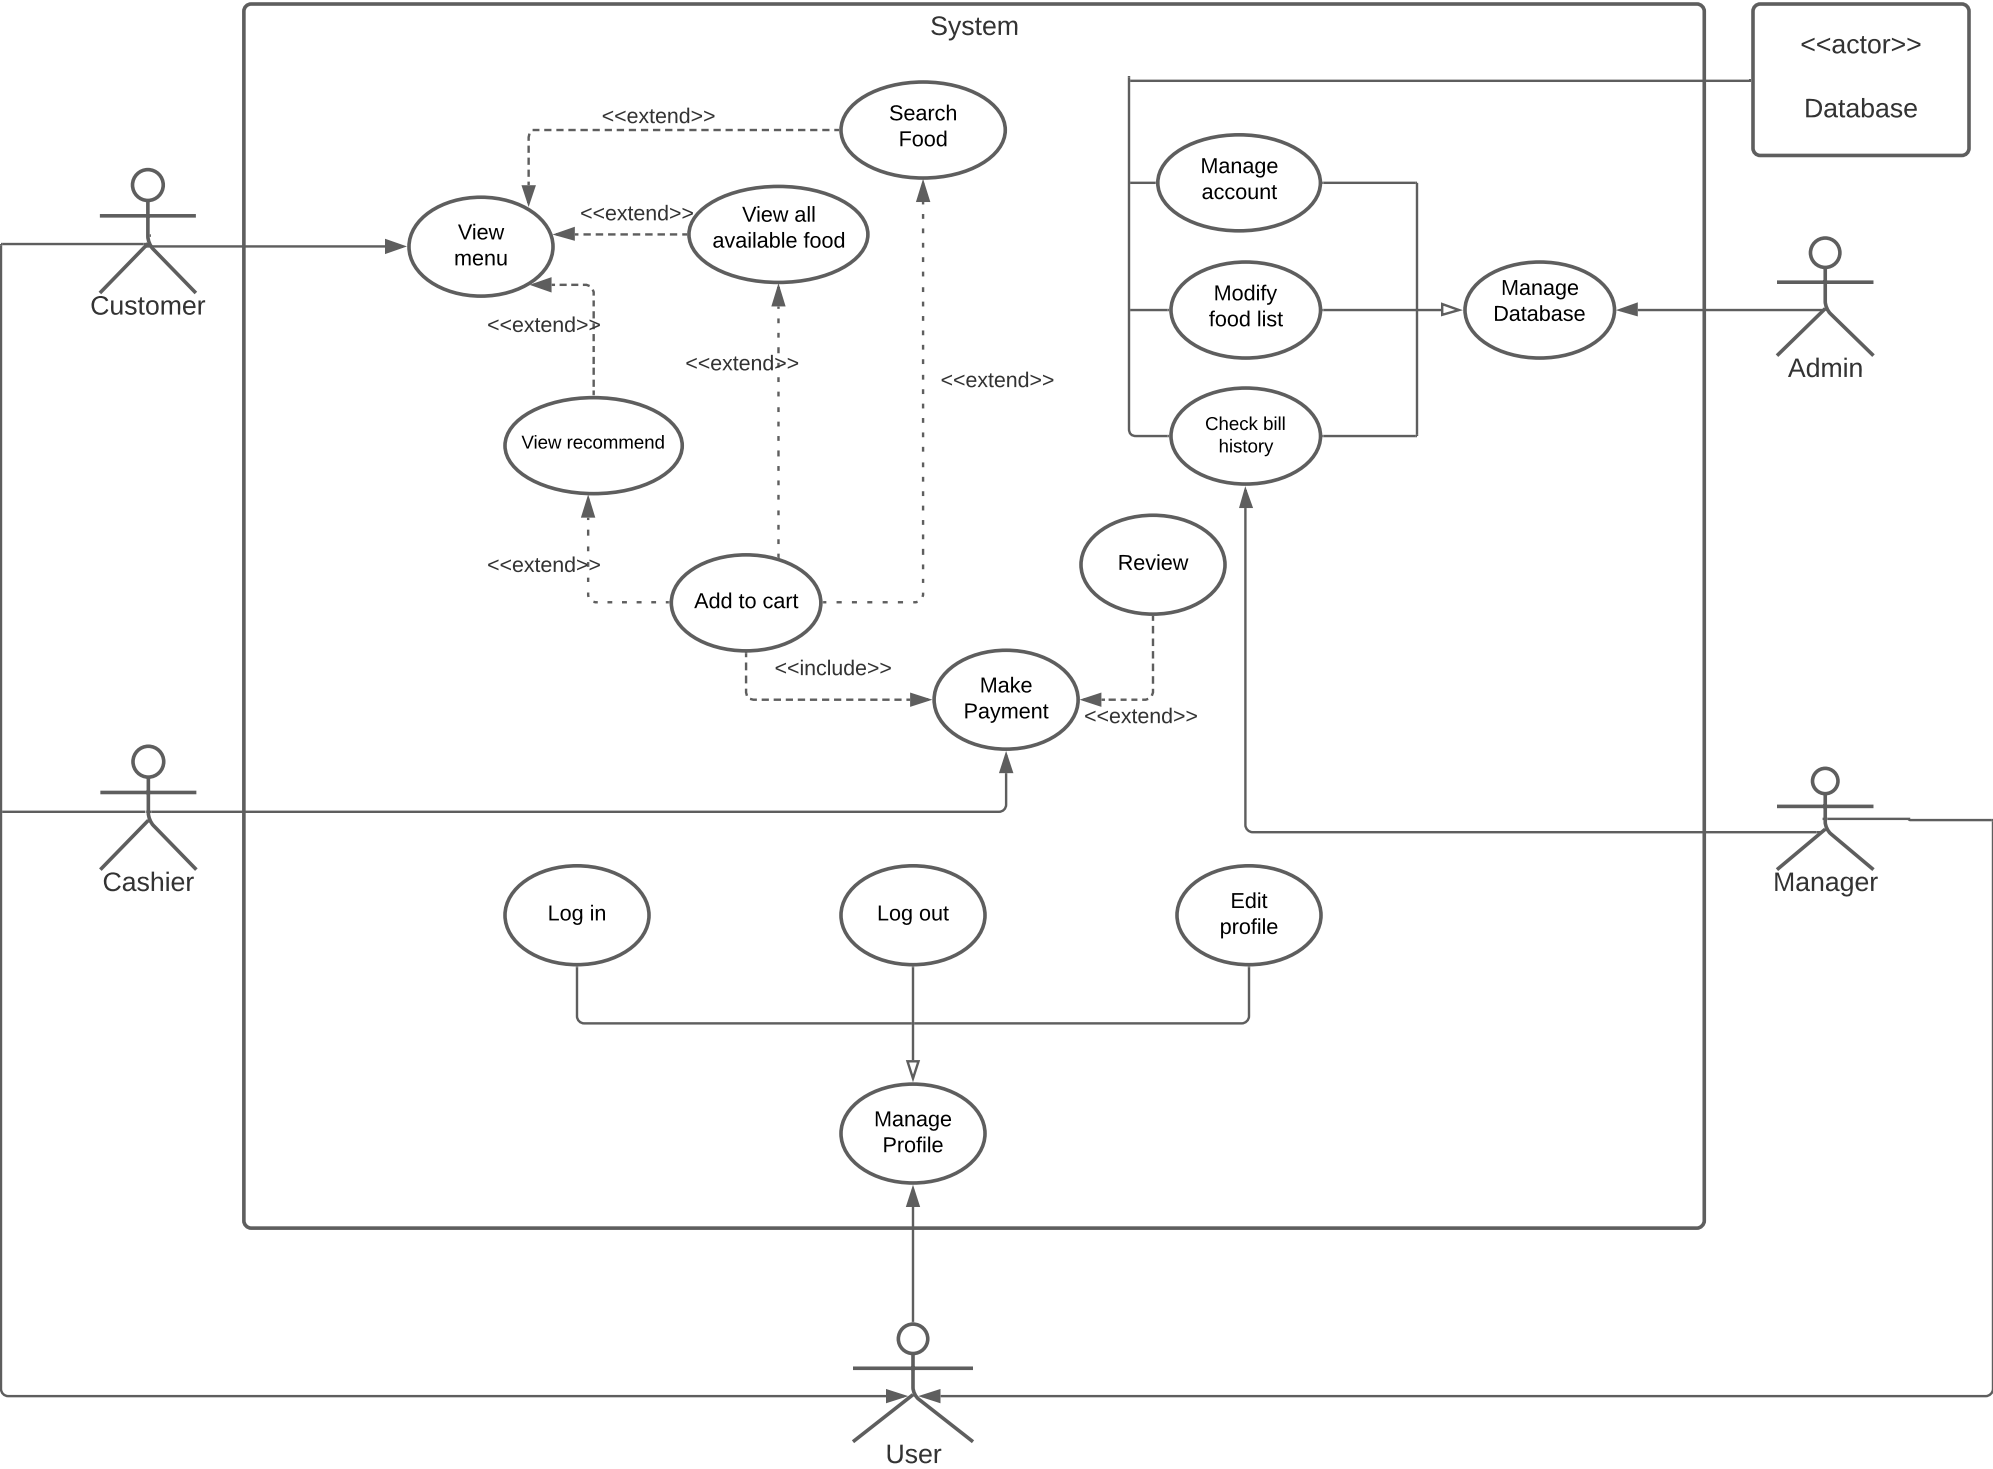 System
<<actor>>
Database
<<extend>>
Search
Food
Manage
account
View
menu
<<extend>>
View all
available food
Customer
Modify
food list
Manage
Database
Admin
<<extend>>
<<extend>>
<<extend>>
View recommend
Check bill
history
<<extend>>
Add to cart
Review
<<include>>
Make
Payment
<<extend>>
Cashier
Manager
Log in
Log out
Edit
profile
Manage
Profile
User